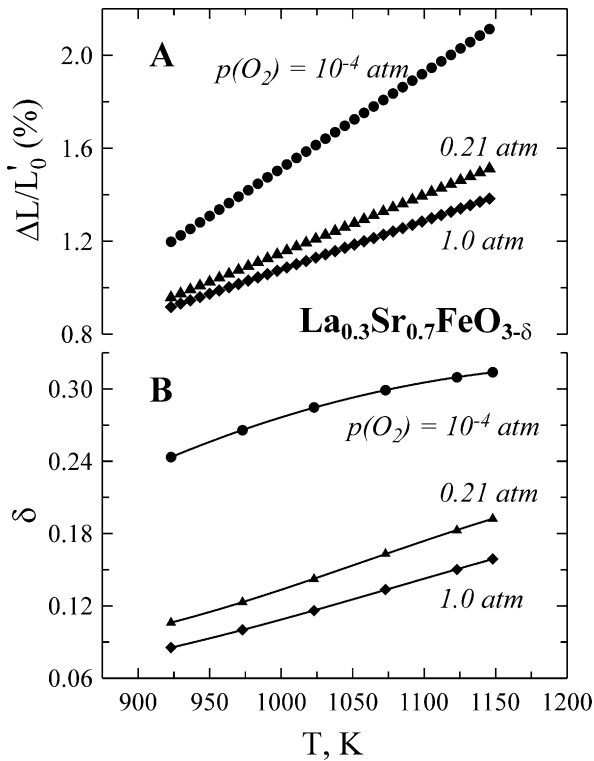 A
p(O2) = 10-4 atm
2.0
1.6
1.2
0.8
ΔL/L'0 (%)
0.21 atm
1.0 atm
La0.3Sr0.7FeO3-δ
B
p(O2) = 10-4 atm
0.30
0.24
0.18
0.12
0.06
δ
0.21 atm
1.0 atm
900 950 1000 1050 1100 1150 1200
T, K